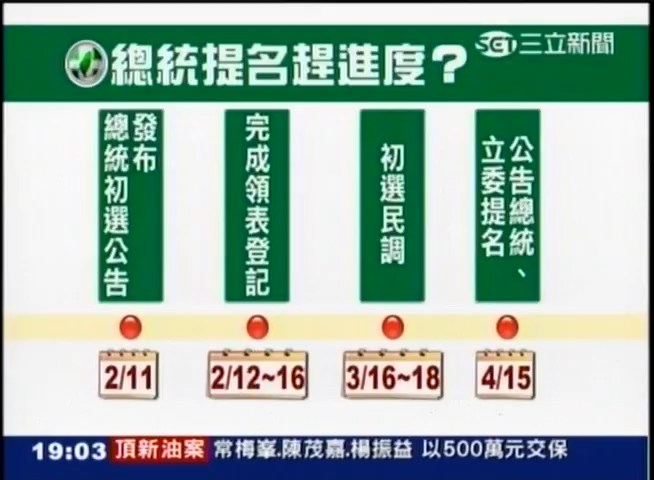 總統提名趕進度?
SET三立新聞
發布
總統初選公告
完成領表登記
初選民調
公告總統、
立委提名
2/11
2/12~16
3/16~18
4/15
19:03 頂新油案 常梅峯.陳茂嘉.楊振益 以500萬元交保